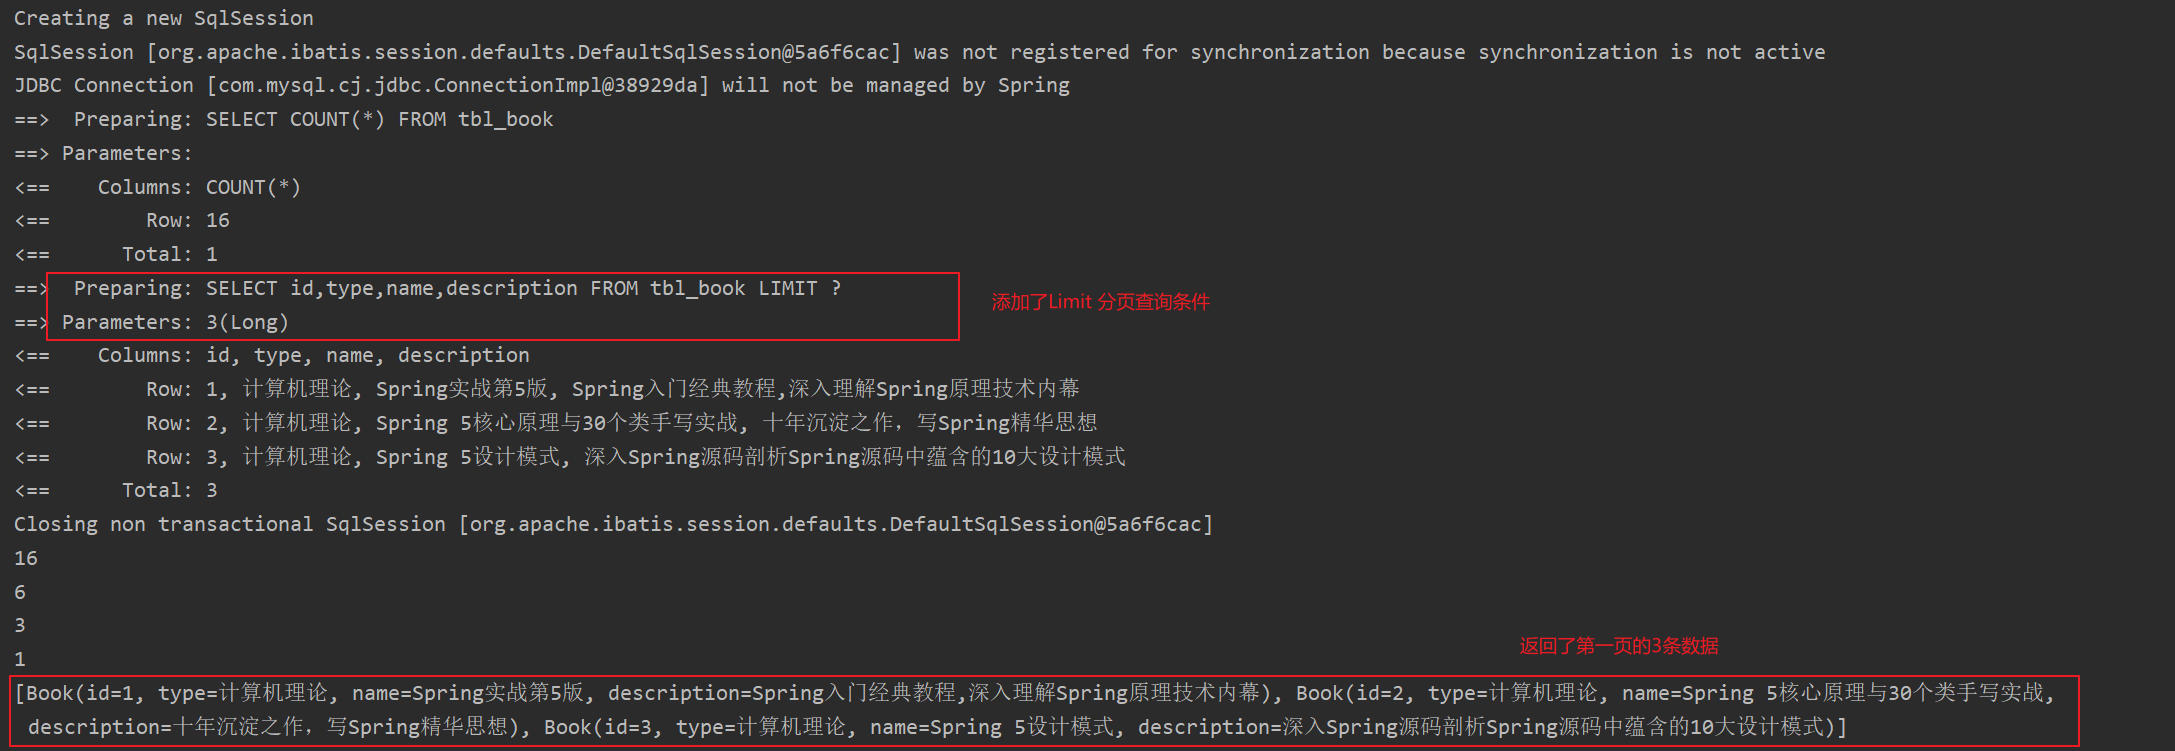 Creating a new SqlSession
SqlSession [org.apache.ibatis.session.defaults.DefaultSqlSession@5a6f6cac] was not registered for synchronization because synchronization is not active
JDBC Connection [com.mysql.cj.jdbc.ConnectionImpl@38929da] will not be managed by Spring
==>  Preparing: SELECT COUNT(*) FROM tbl_book
==> Parameters:
<==    Columns: COUNT(*)
<==        Row: 16
<==      Total: 1
==>  Preparing: SELECT id,type,name,description FROM tbl_book LIMIT ?
添加了Limit 分页查询条件
==> Parameters: 3(Long)
<==    Columns: id, type, name, description
<==        Row: 1, 计算机理论, Spring实战第5版, Spring入门经典教程,深入理解Spring原理技术内幕
<==        Row: 2, 计算机理论, Spring 5核心原理与30个类手写实战, 十年沉淀之作，写Spring精华思想
<==        Row: 3, 计算机理论, Spring 5设计模式, 深入Spring源码剖析Spring源码中蕴含的10大设计模式
<==      Total: 3
Closing non transactional SqlSession [org.apache.ibatis.session.defaults.DefaultSqlSession@5a6f6cac]
16
6
3
返回了第一页的3条数据
1
[Book(id=1, type=计算机理论, name=Spring实战第5版, description=Spring入门经典教程,深入理解Spring原理技术内幕), Book(id=2, type=计算机理论, name=Spring 5核心原理与30个类手写实战,
description=十年沉淀之作，写Spring精华思想), Book(id=3, type=计算机理论, name=Spring 5设计模式, description=深入Spring源码剖析Spring源码中蕴含的10大设计模式)]